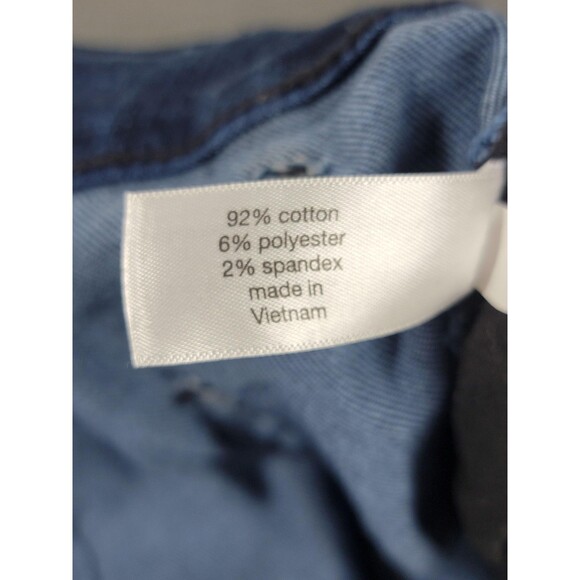 92% cotton
6% polyester
2% spandex
made in
Vietnam